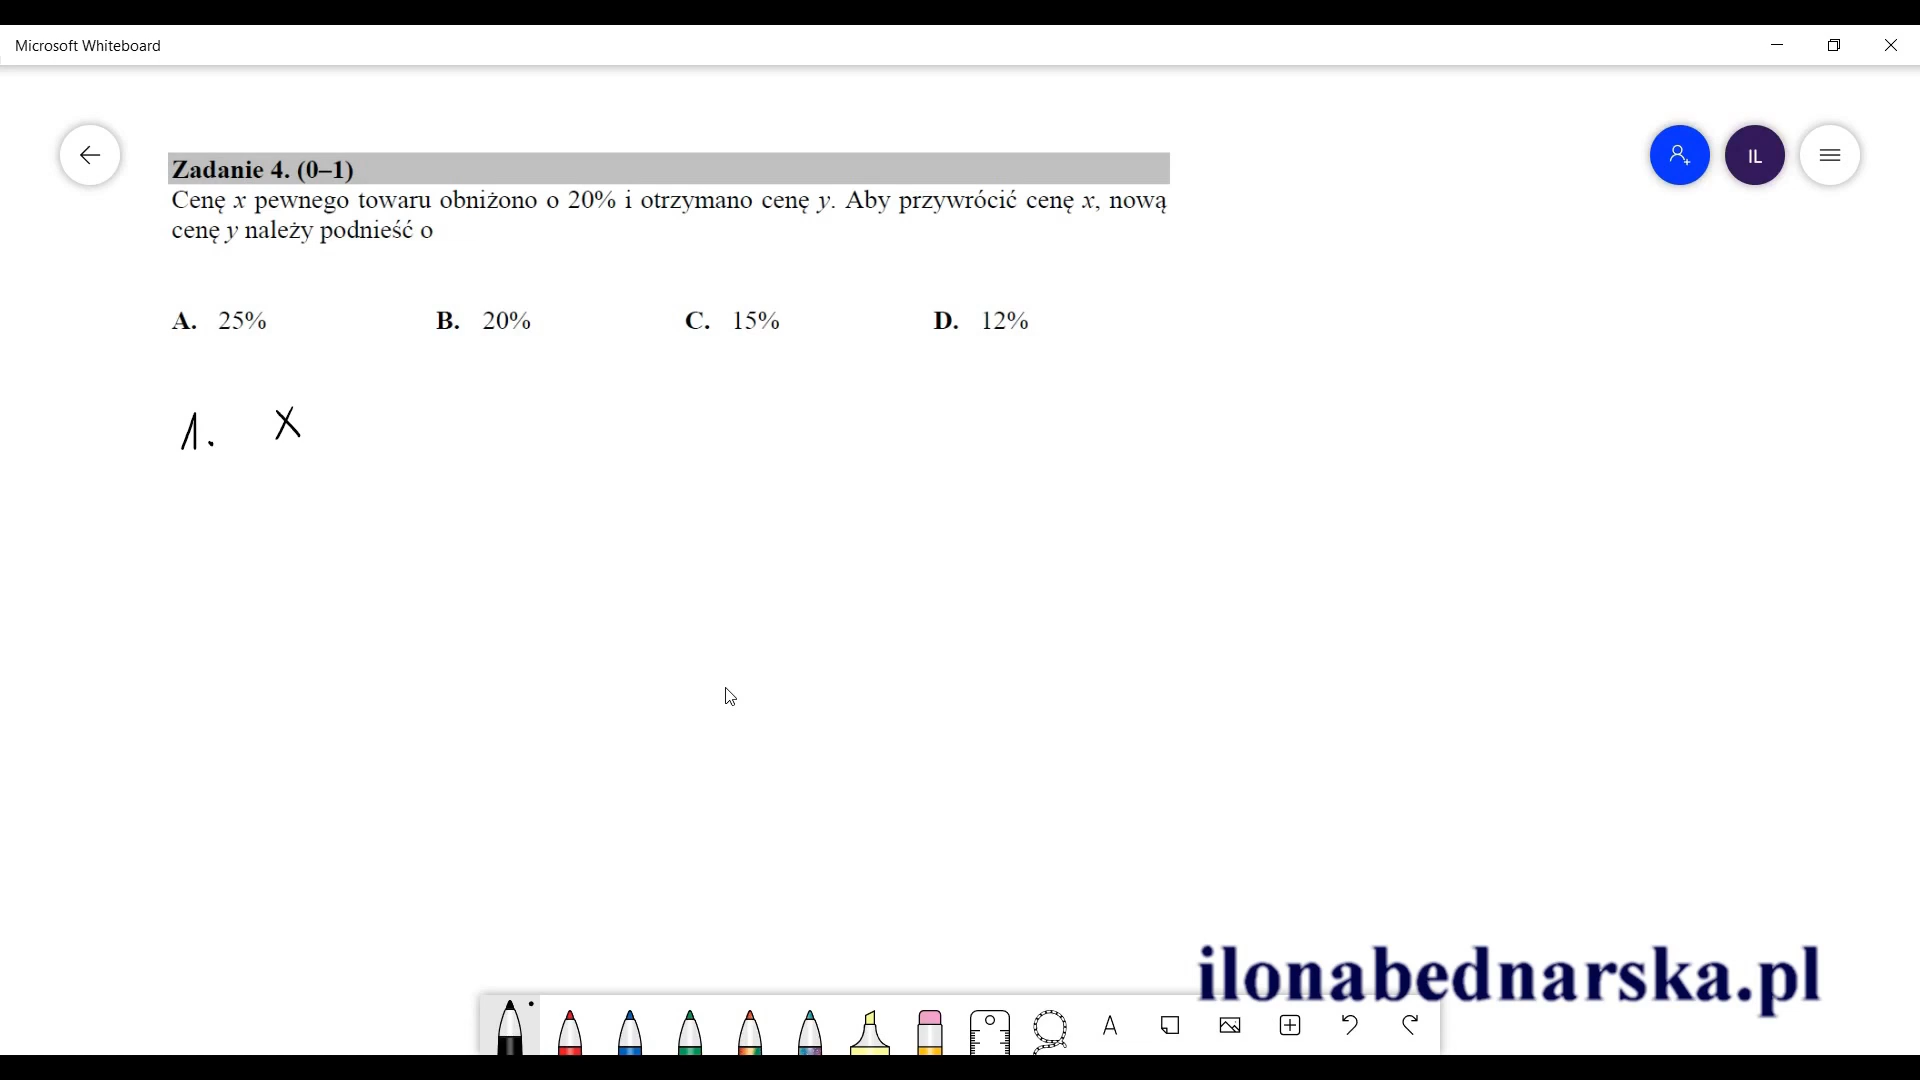 Microsoft Whiteboard
IL
Zadanie 4. (0–1)
Cenę x pewnego towaru obniżono o 20% i otrzymano cenę y. Aby przywrócić cenę x, nową
cenę y należy podnieść o
A. 25% B. 20% C. 15% D. 12%
1. X
ilonabednarska.pl